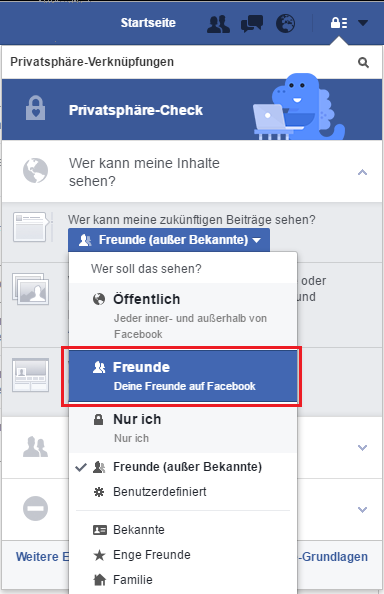 Startseite
Privatsphäre-Verknüpfungen
Privatsphäre-Check
Wer kann meine Inhalte
sehen?
Wer kann meine zukünftigen Beiträge sehen?
Freunde (außer Bekannte)
Wer soll das sehen?
Öffentlich
Jeder inner- und außerhalb von
Facebook
oder
und
Freunde
Deine Freunde auf Facebook
Nur ich
Nur ich
Freunde (außer Bekannte)
Benutzerdefiniert
Bekannte
Weitere E
-Grundlagen
Enge Freunde
Familie